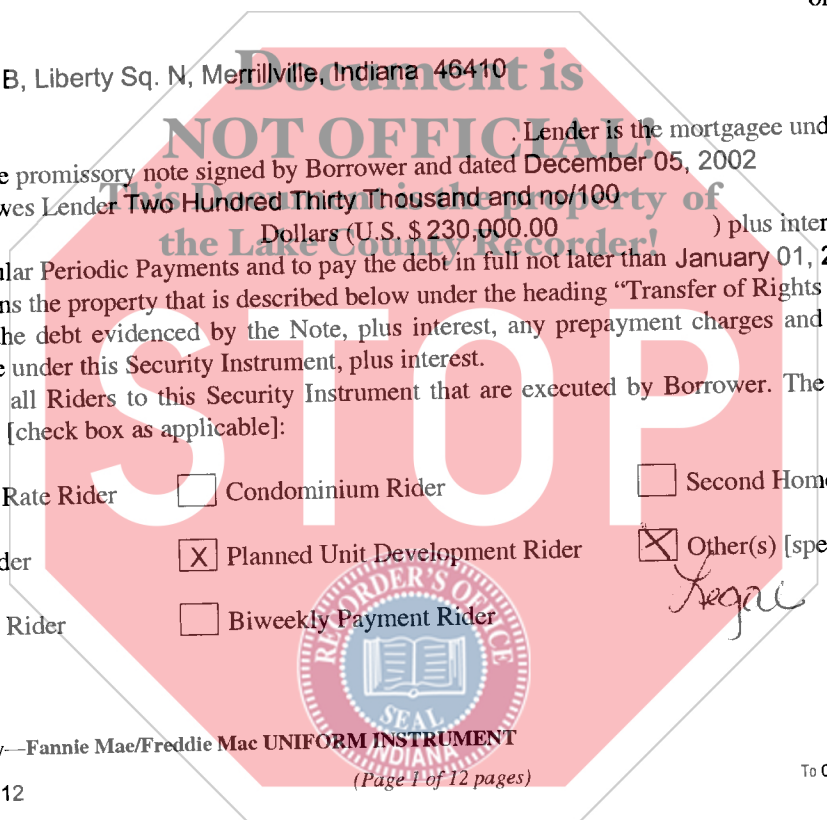 B, Liberty Sq. N, Merrillville, Indiana 46410
Document is
NOT OFFICIAL!
. Lender is the mortgagee und
e promissory note signed by Borrower and dated December 05, 2002
This Document is the property of
wes Lender Two Hundred Thirty Thousand and no/100
Dollars (U.S. $ 230,000.00 ) plus inter
the Lake County Recorder!
ular Periodic Payments and to pay the debt in full not later than January 01, 2
ns the property that is described below under the heading “Transfer of Rights
he debt evidenced by the Note, plus interest, any prepayment charges and
e under this Security Instrument, plus interest.
all Riders to this Security Instrument that are executed by Borrower. The
[check box as applicable]:
STOP
Rate Rider Condominium Rider Second Home
der X Planned Unit Development Rider X Other(s) [spe
Rider Biweekly Payment Rider
RECORDER'S OFFICE
SEAL
INDIANA
y—Fannie Mae/Freddie Mac UNIFORM INSTRUMENT
(Page 1 of 12 pages)
To
12